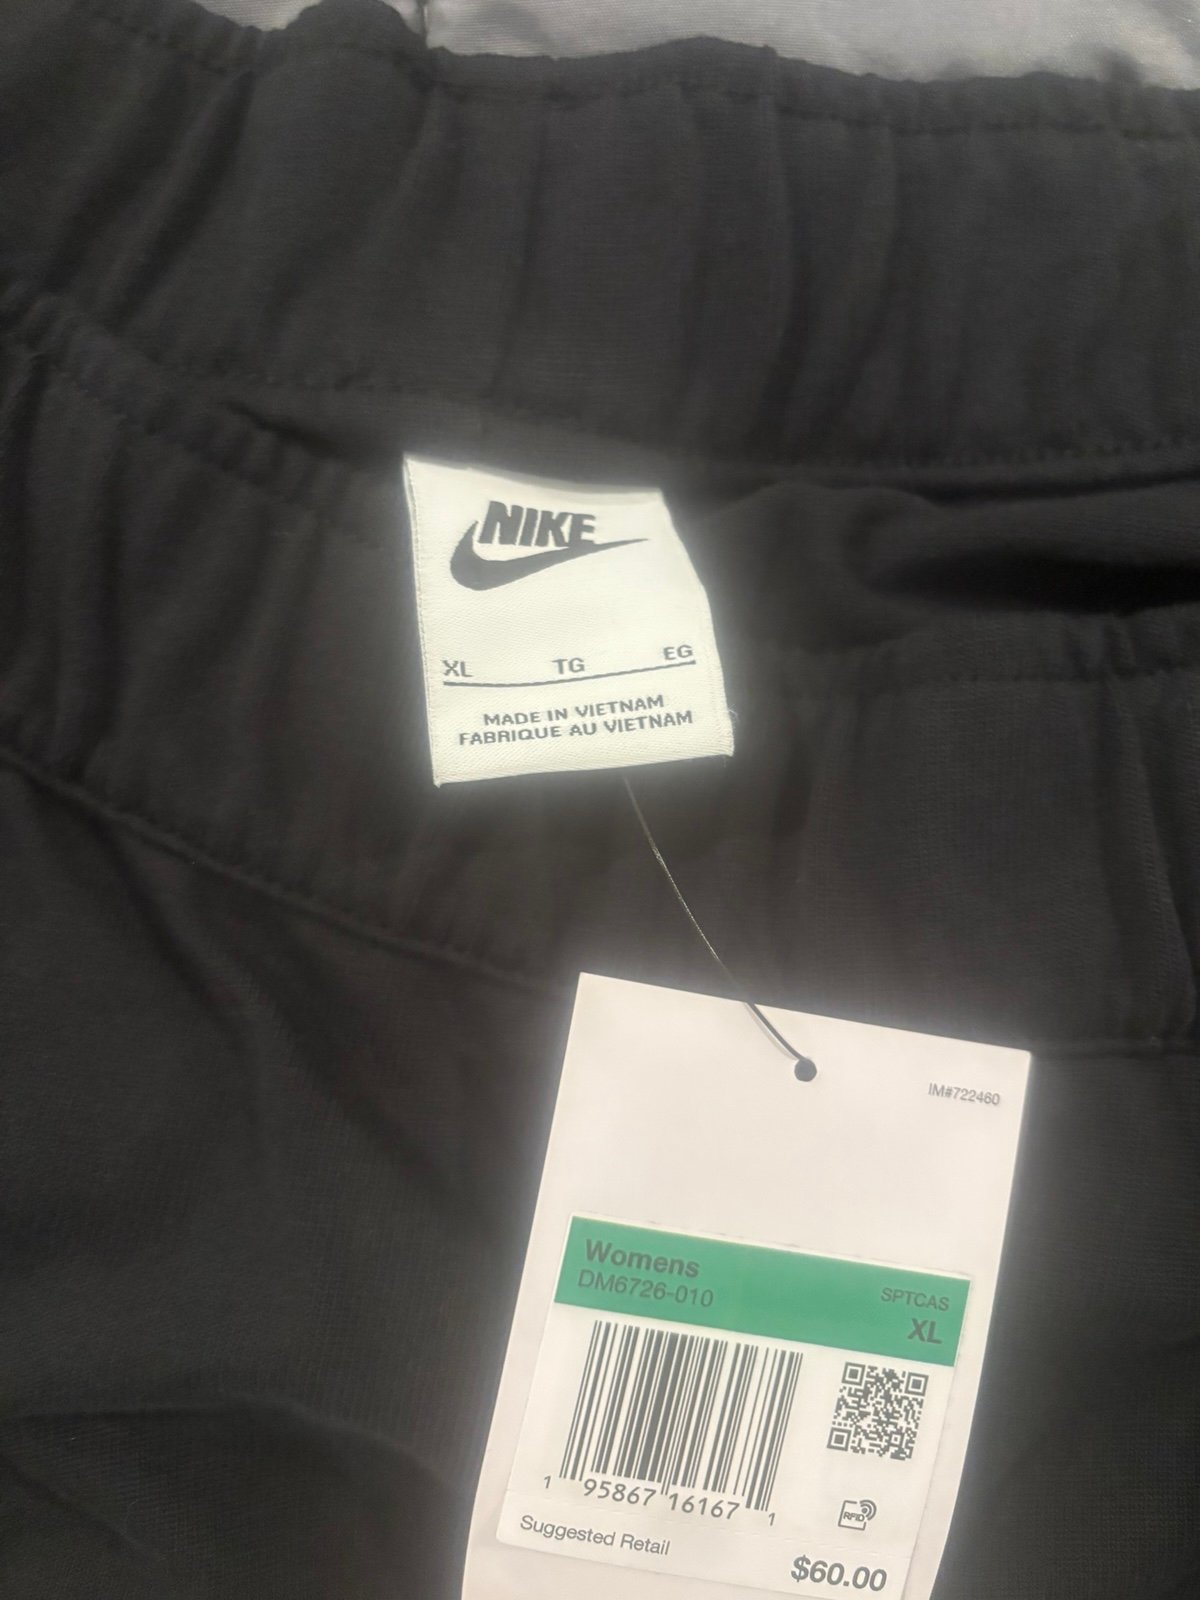 NIKE
XL TG EG
MADE IN VIETNAM
FABRIQUE AU VIETNAM
IM#722460
Womens
DM6726-010
SPTCAS
XL
1 95867 16167 1
RFID
Suggested Retail
$60.00